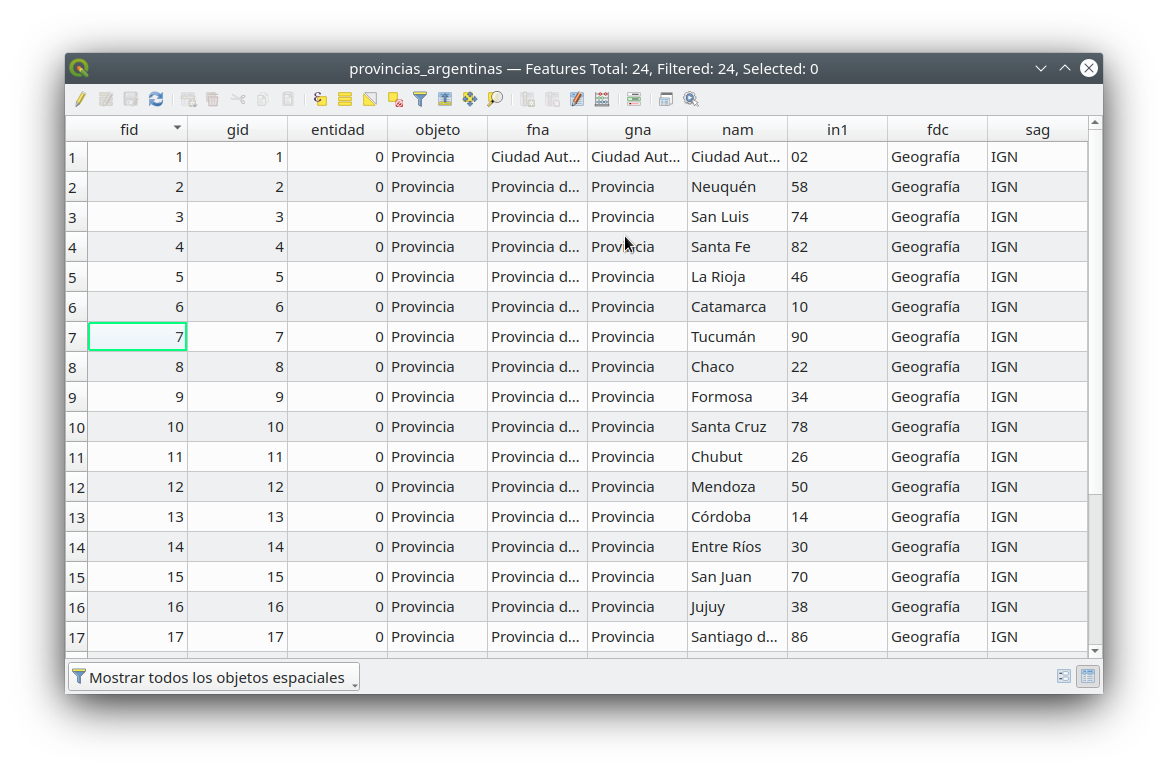 provincias_argentinas — Features Total: 24, Filtered: 24, Selected: 0
fid gid entidad objeto fna gna nam in1 fdc sag
1 1 1 0 Provincia Ciudad Aut... Ciudad Aut... Ciudad Aut... 02 Geografía IGN
2 2 2 0 Provincia Provincia d... Provincia Neuquén 58 Geografía IGN
3 3 3 0 Provincia Provincia d... Provincia San Luis 74 Geografía IGN
4 4 4 0 Provincia Provincia d... Provincia Santa Fe 82 Geografía IGN
5 5 5 0 Provincia Provincia d... Provincia La Rioja 46 Geografía IGN
6 6 6 0 Provincia Provincia d... Provincia Catamarca 10 Geografía IGN
7 7 7 0 Provincia Provincia d... Provincia Tucumán 90 Geografía IGN
8 8 8 0 Provincia Provincia d... Provincia Chaco 22 Geografía IGN
9 9 9 0 Provincia Provincia d... Provincia Formosa 34 Geografía IGN
10 10 10 0 Provincia Provincia d... Provincia Santa Cruz 78 Geografía IGN
11 11 11 0 Provincia Provincia d... Provincia Chubut 26 Geografía IGN
12 12 12 0 Provincia Provincia d... Provincia Mendoza 50 Geografía IGN
13 13 13 0 Provincia Provincia d... Provincia Córdoba 14 Geografía IGN
14 14 14 0 Provincia Provincia d... Provincia Entre Ríos 30 Geografía IGN
15 15 15 0 Provincia Provincia d... Provincia San Juan 70 Geografía IGN
16 16 16 0 Provincia Provincia d... Provincia Jujuy 38 Geografía IGN
17 17 17 0 Provincia Provincia d... Provincia Santiago d... 86 Geografía IGN
Mostrar todos los objetos espaciales